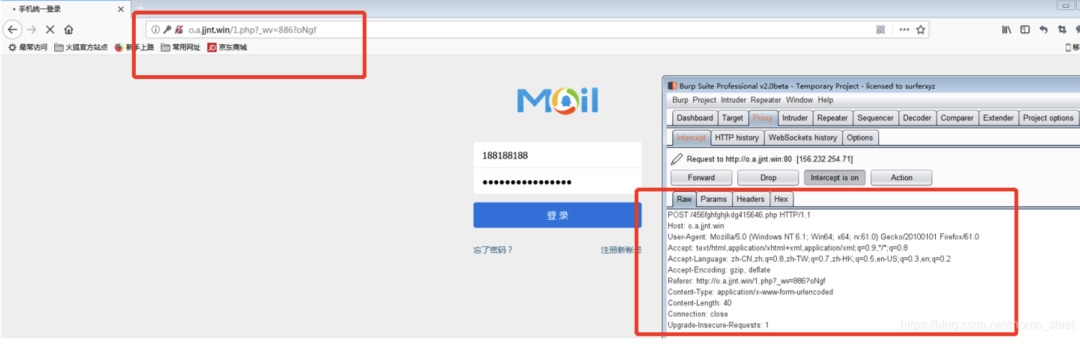 手机统一登录
o.a.jjnt.win/1.php?_wv=886?oNgf
最常访问 火狐官方站点 新手上路 常用网址 京东商城
MOil
188188188
••••••••••••••••
登 录
忘了密码？ 注册新帐号
Burp Suite Professional v2.0beta - Temporary Project - licensed to surferxyz
Burp Project Intruder Repeater Window Help
Dashboard Target Proxy Intruder Repeater Sequencer Decoder Comparer Extender Project options
Intercept HTTP history WebSockets history Options
Request to http://o.a.jjnt.win:80 [156.232.254.71]
Forward Drop Intercept is on Action
Raw Params Headers Hex
POST /456fghfghjkdg415646.php HTTP/1.1
Host: o.a.jjnt.win
User-Agent: Mozilla/5.0 (Windows NT 6.1; Win64; x64; rv:61.0) Gecko/20100101 Firefox/61.0
Accept: text/html,application/xhtml+xml,application/xml;q=0.9,*/*;q=0.8
Accept-Language: zh-CN,zh;q=0.8,zh-TW;q=0.7,zh-HK;q=0.5,en-US;q=0.3,en;q=0.2
Accept-Encoding: gzip, deflate
Referer: http://o.a.jjnt.win/1.php?_wv=886?oNgf
Content-Type: application/x-www-form-urlencoded
Content-Length: 40
Connection: close
Upgrade-Insecure-Requests: 1